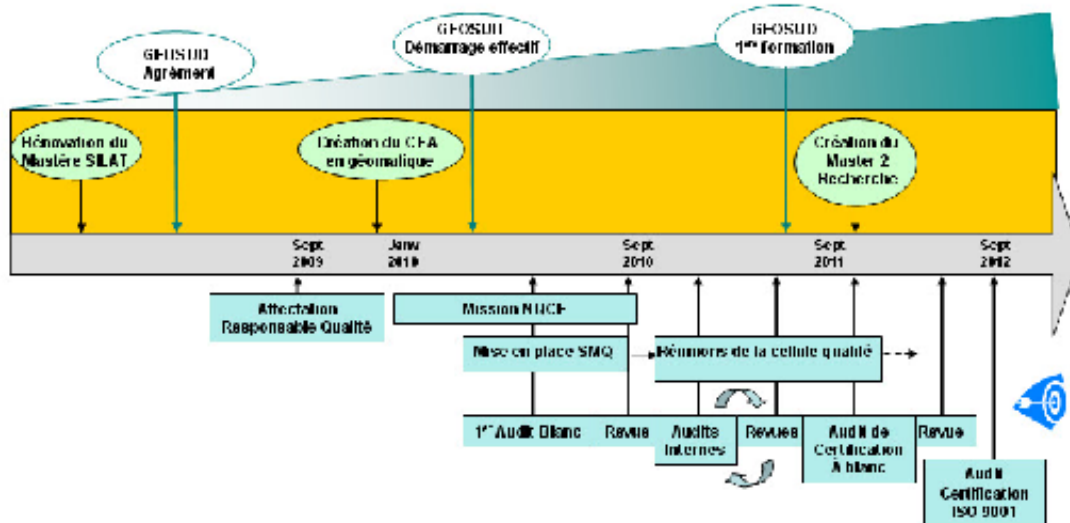 GEOSUD
Agrément
GEOSUD
Démarrage effectif
GEOSUD
1ère formation
Rénovation du
Mastère SILAT
Création du CFA
en géomatique
Création du
Master 2
Recherche
Sept
2009
Janv
2010
Sept
2010
Sept
2011
Sept
2012
Affectation
Responsable Qualité
Mission
Mise en place SMQ
Réunions de la cellule qualité
1er Audit Blanc
Revue
Audits
Internes
Revues
Audit de
Certification
À blanc
Revue
Audit
Certification
ISO 9001